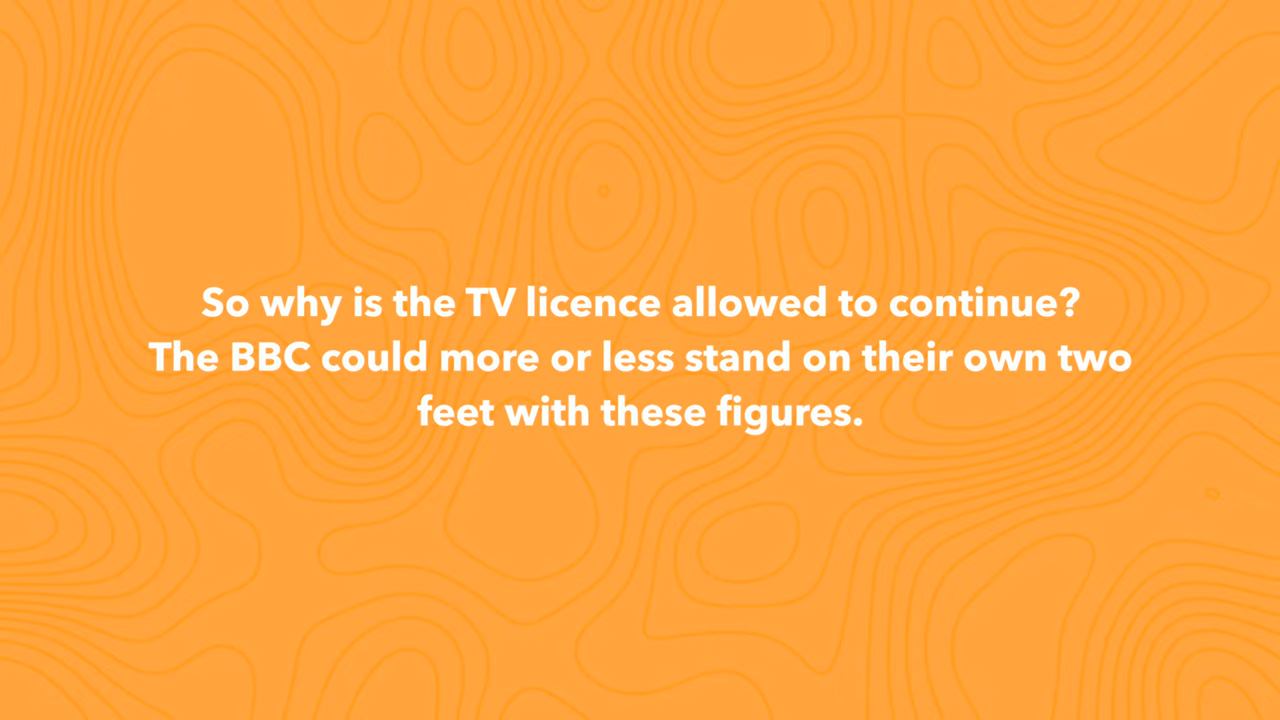 So why is the TV licence allowed to continue?
The BBC could more or less stand on their own two
feet with these figures.